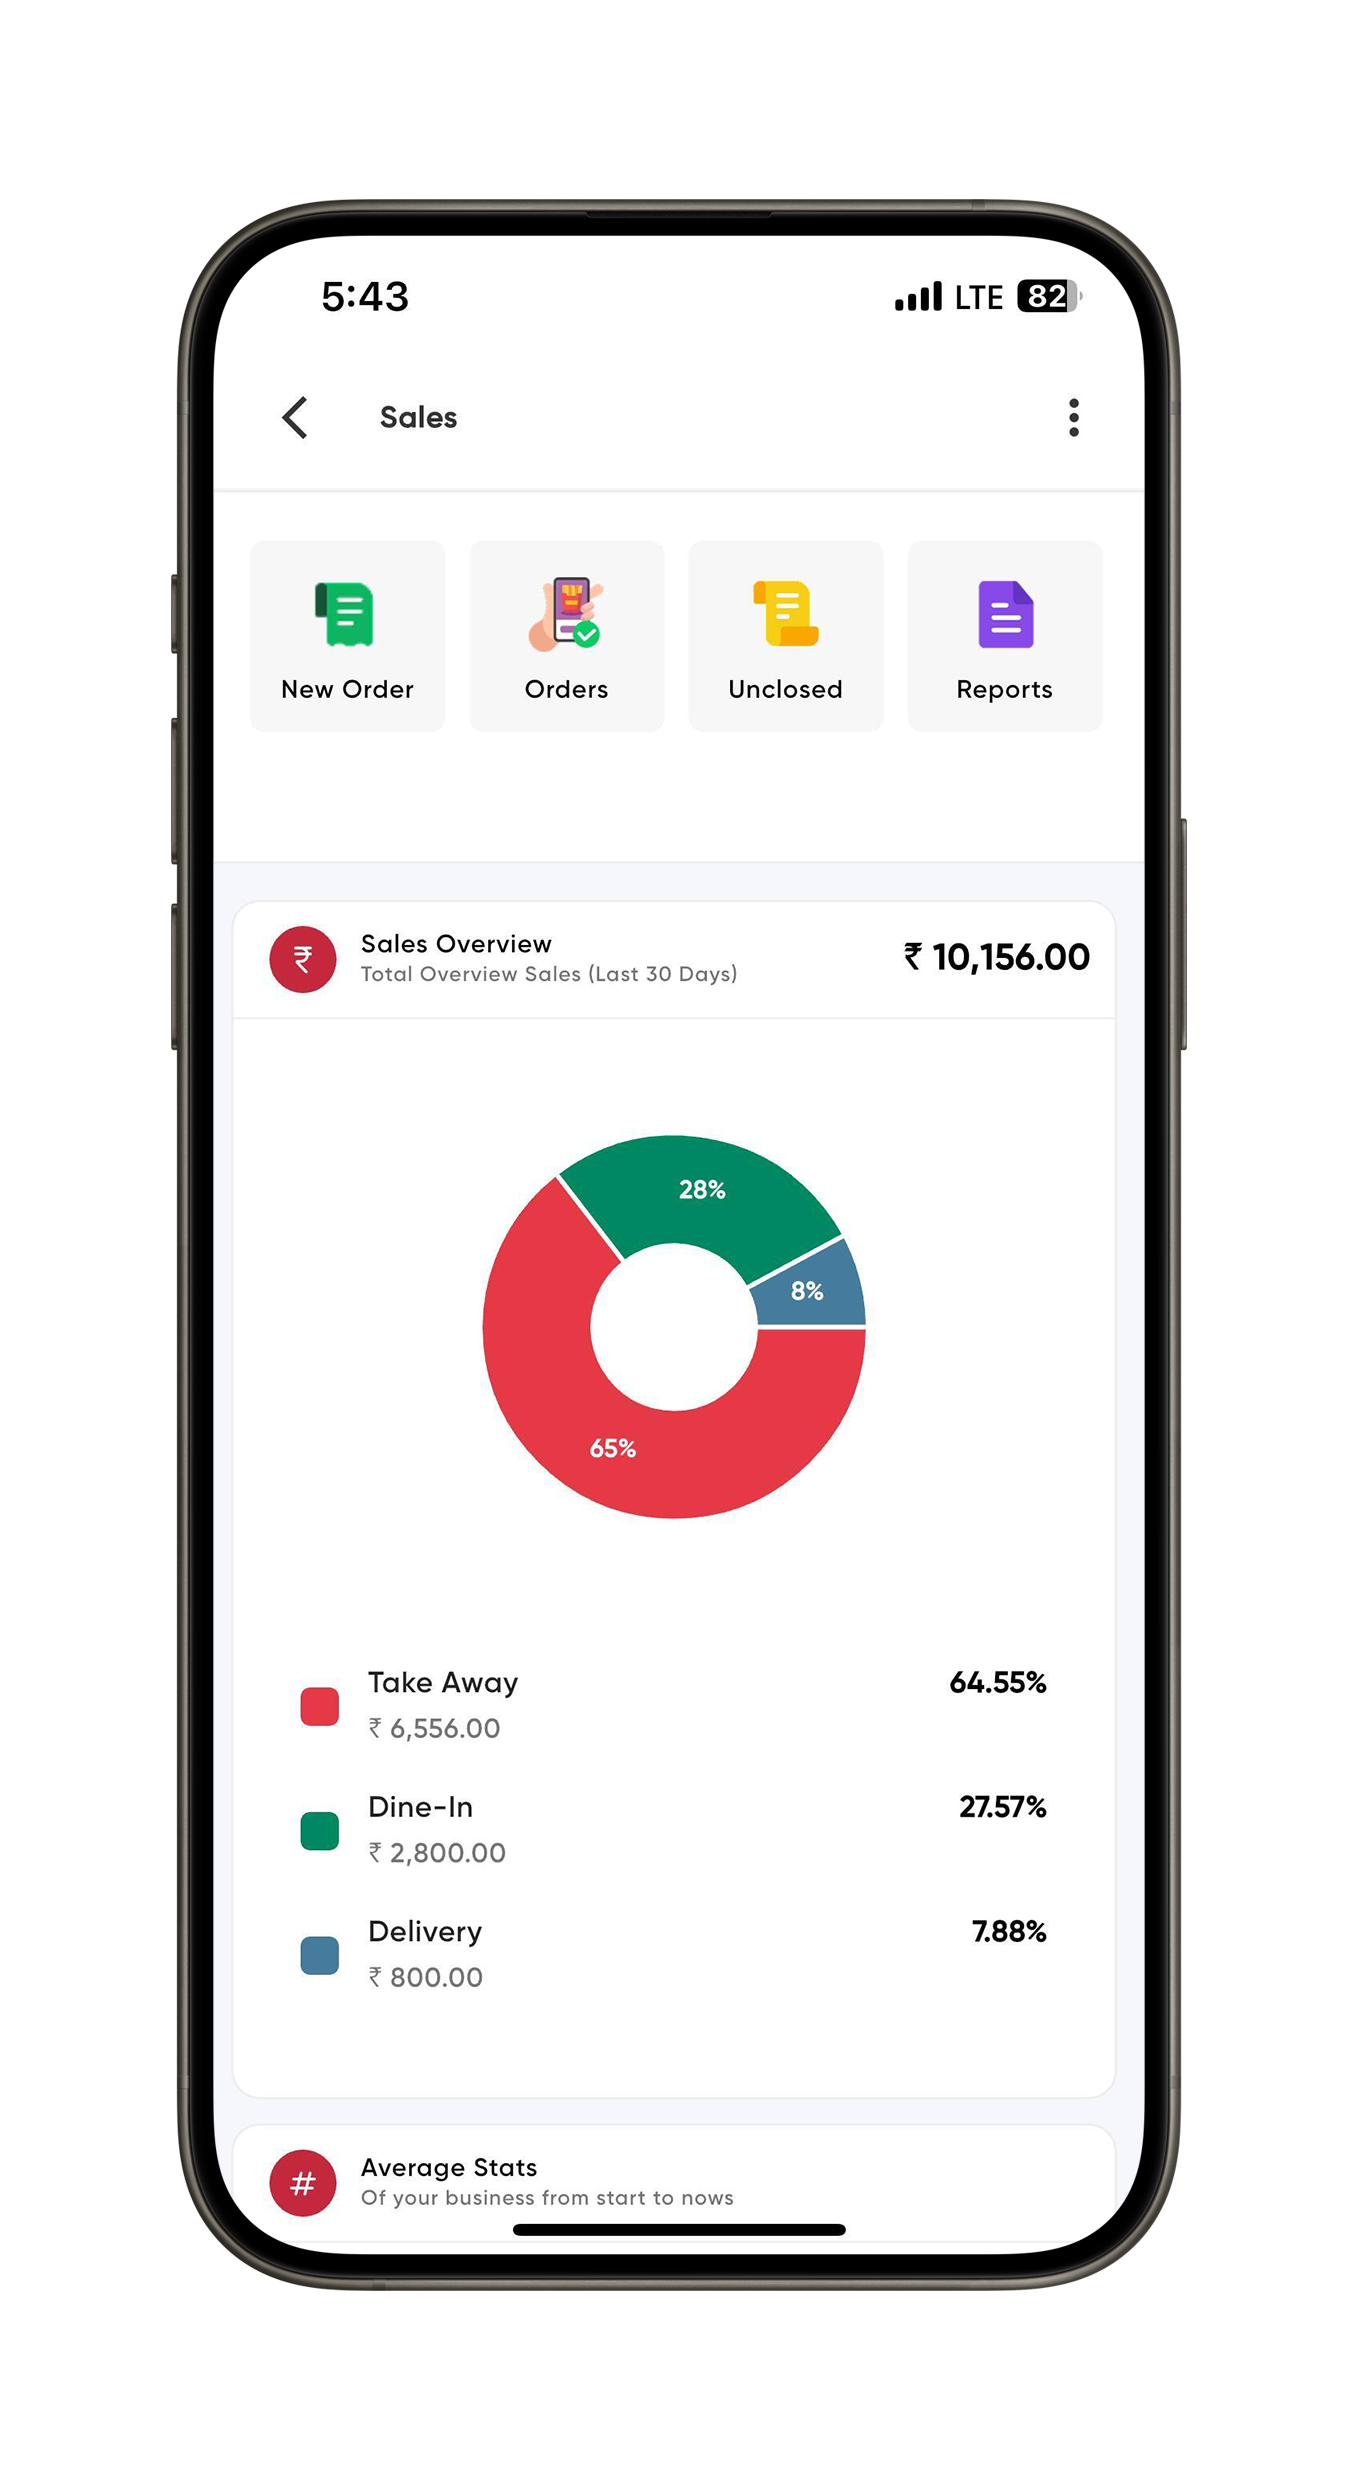 5:43 LTE 82
Sales
New Order Orders Unclosed Reports
Sales Overview
Total Overview Sales (Last 30 Days)
₹ 10,156.00
28%
8%
65%
Take Away 64.55%
₹ 6,556.00
Dine-In 27.57%
₹ 2,800.00
Delivery 7.88%
₹ 800.00
#
Average Stats
Of your business from start to nows